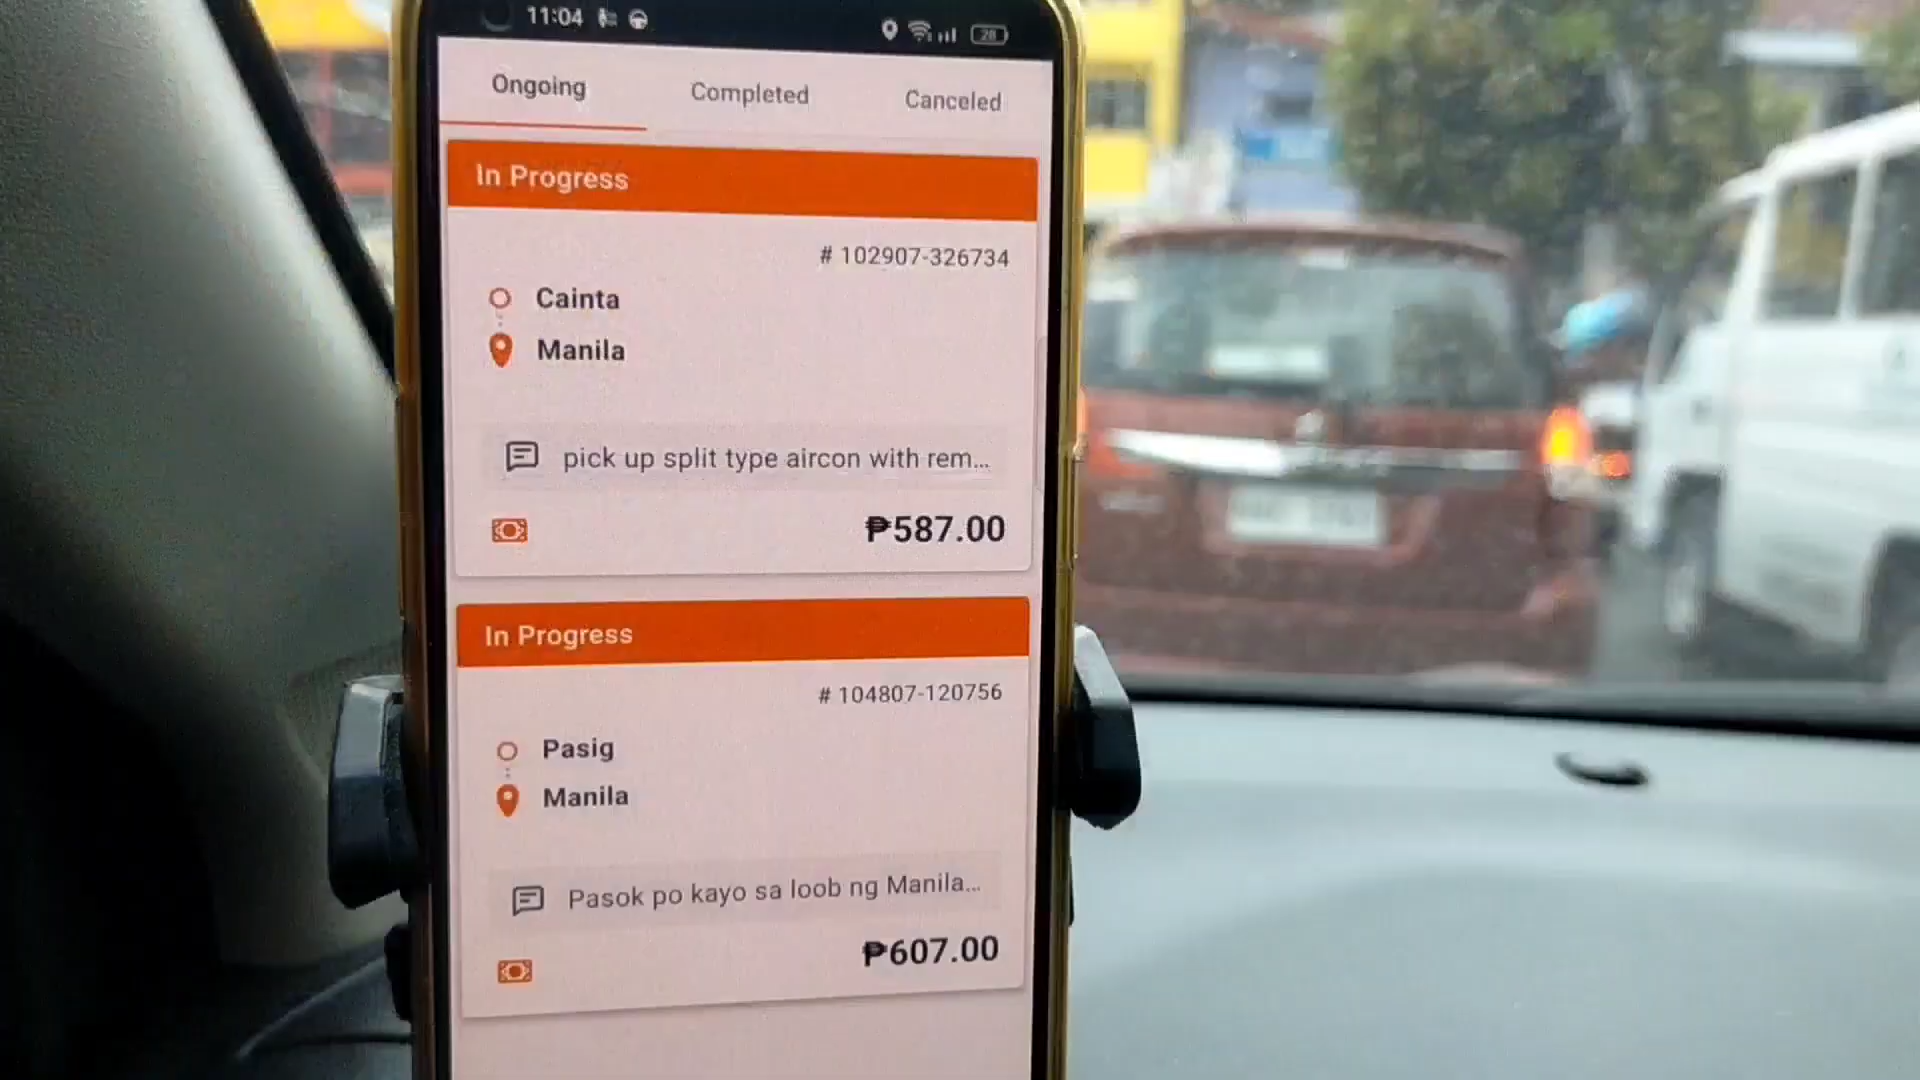 11:04
28
Ongoing
Completed
Canceled
In Progress
# 102907-326734
Cainta
Manila
pick up split type aircon with rem...
₱587.00
In Progress
# 104807-120756
Pasig
Manila
Pasok po kayo sa loob ng Manila...
₱607.00